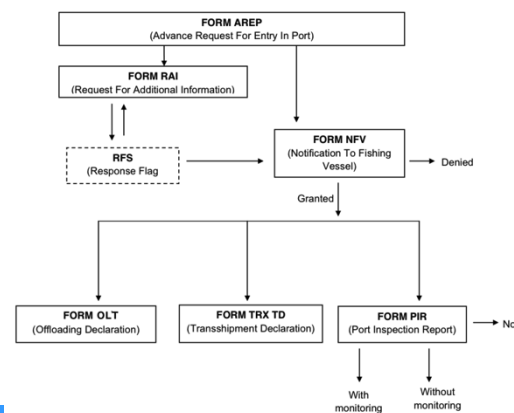 FORM AREP
(Advance Request For Entry In Port)
FORM RAI
(Request For Additional Information)
RFS
(Response Flag
FORM NFV
(Notification To Fishing
Vessel)
Denied
Granted
FORM OLT
(Offloading Declaration)
FORM TRX TD
(Transshipment Declaration)
FORM PIR
(Port Inspection Report)
No
With
monitoring
Without
monitoring